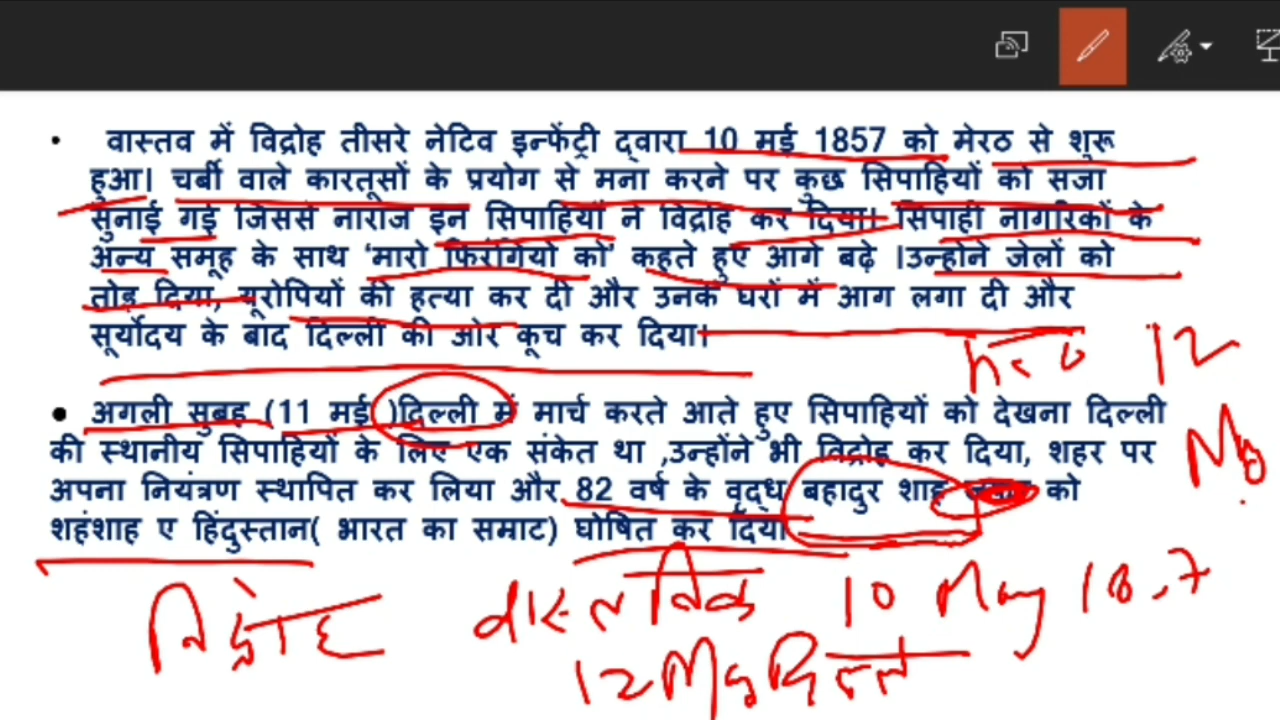 वास्तव में विद्रोह तीसरे नेटिव इन्फेंट्री द्वारा 10 मई 1857 को मेरठ से शुरू
हुआ। चर्बी वाले कारतूसों के प्रयोग से मना करने पर कुछ सिपाहियों को सजा
सुनाई गई जिससे नाराज इन सिपाहियों ने विद्रोह कर दिया। सिपाही नागरिकों के
अन्य समूह के साथ ‘मारो फिरंगियो को’ कहते हुए आगे बढ़े ।उन्होने जेलों को
तोड़ दिया, यूरोपियों की हत्या कर दी और उनके घरों में आग लगा दी और
सूर्योदय के बाद दिल्ली की ओर कूच कर दिया।
12
अगली सुबह (11 मई )दिल्ली में मार्च करते आते हुए सिपाहियों को देखना दिल्ली
की स्थानीय सिपाहियों के लिए एक संकेत था ,उन्होंने भी विद्रोह कर दिया, शहर पर
अपना नियंत्रण स्थापित कर लिया और 82 वर्ष के वृद्ध बहादुर शाह को
शहंशाह ए हिंदुस्तान( भारत का सम्राट) घोषित कर दिया
विद्रोह 10 May
12